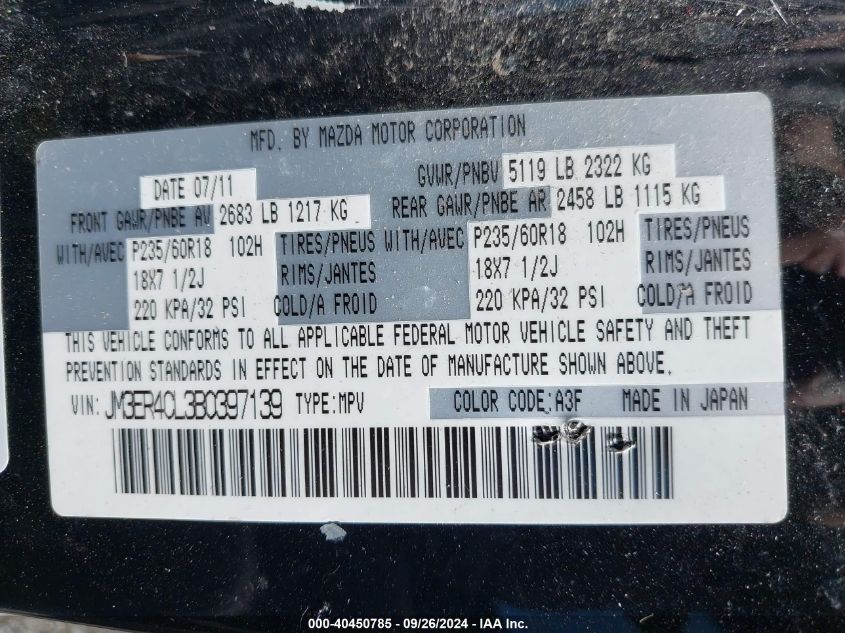 MFD. BY MAZDA MOTOR CORPORATION
DATE 07/11 GVWR/PNBV 5119 LB 2322 KG
FRONT GAWR/PNBE AV 2683 LB 1217 KG REAR GAWR/PNBE AR 2458 LB 1115 KG
WITH/AVEC P235/60R18 102H TIRES/PNEUS WITH/AVEC P235/60R18 102H TIRES/PNEUS
18X7 1/2J RIMS/JANTES 18X7 1/2J RIMS/JANTES
220 KPA/32 PSI COLD/A FROID 220 KPA/32 PSI COLD/A FROID
THIS VEHICLE CONFORMS TO ALL APPLICABLE FEDERAL MOTOR VEHICLE SAFETY AND THEFT
PREVENTION STANDARDS IN EFFECT ON THE DATE OF MANUFACTURE SHOWN ABOVE.
VIN: JM3ER4CL3B0397139 TYPE:MPV COLOR CODE:A3F MADE IN JAPAN
000-40450785 - 09/26/2024 - IAA Inc.